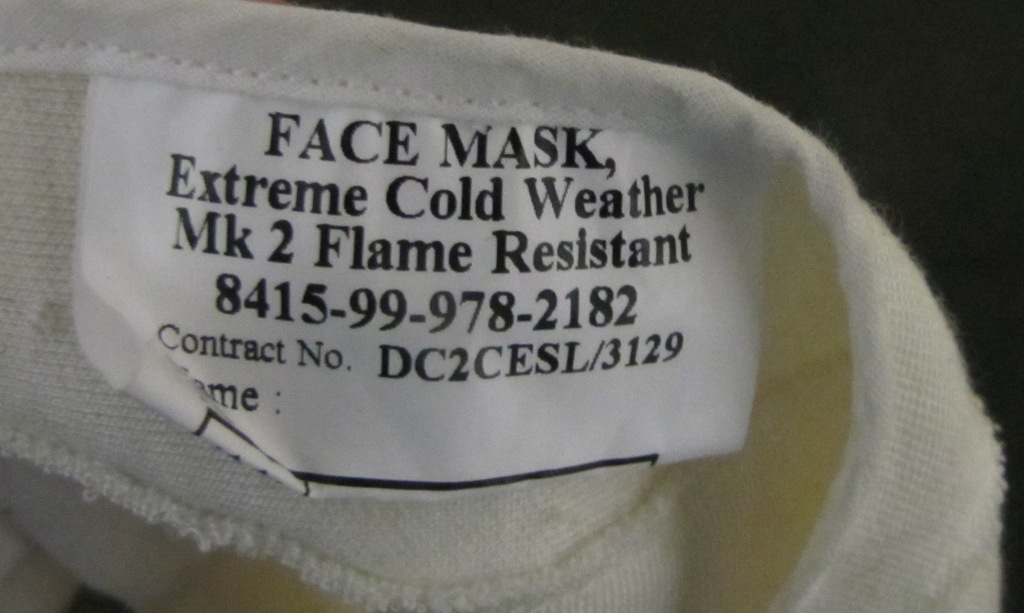 FACE MASK,
Extreme Cold Weather
Mk 2 Flame Resistant
8415-99-978-2182
Contract No. DC2CESL/3129